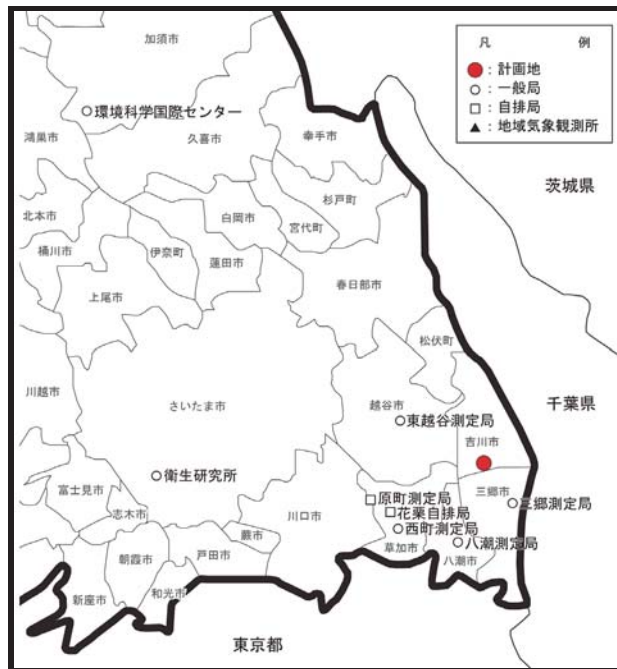 加須市
凡 例
：計画地
：一般局
：自排局
：地域気象観測所
環境科学国際センター
鴻巣市
久喜市
幸手市
茨城県
杉戸町
北本市
白岡市
宮代町
桶川市
伊奈町
蓮田市
上尾市
春日部市
松伏町
川越市
さいたま市
越谷市
千葉県
東越谷測定局
吉川市
衛生研究所
富士見市
三郷市
原町測定局
三郷測定局
志木市
川口市
花栗自排局
西町測定局
蕨市
八潮測定局
朝霞市
戸田市
草加市
八潮市
新座市
和光市
東京都